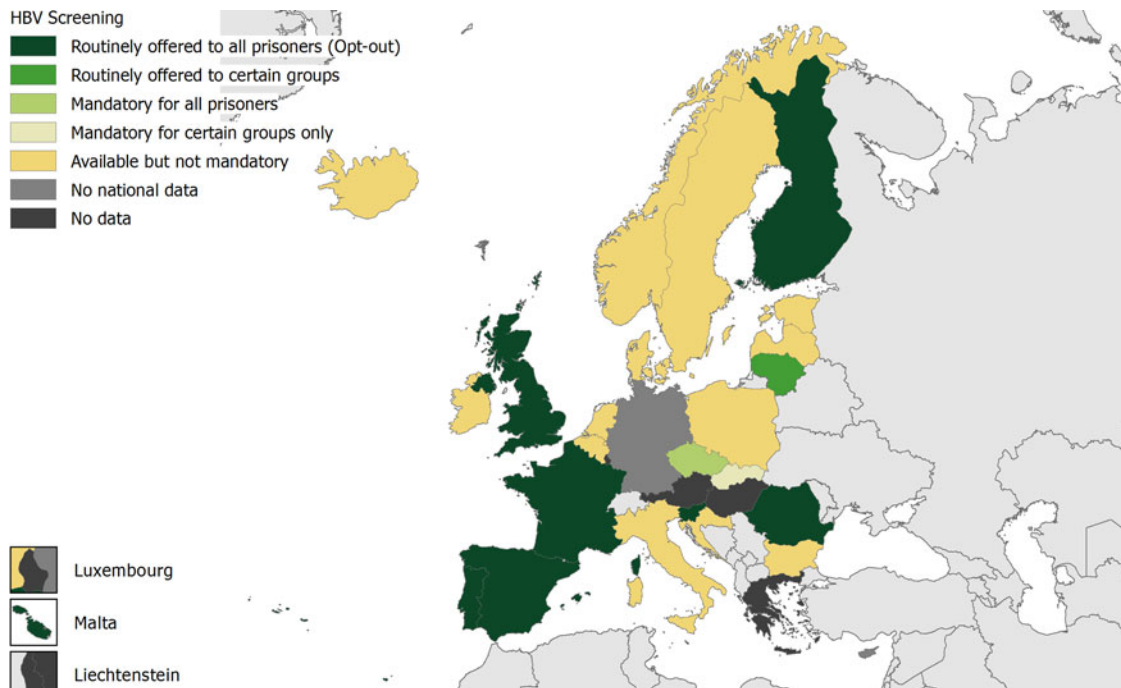 HBV Screening
Routinely offered to all prisoners (Opt-out)
Routinely offered to certain groups
Mandatory for all prisoners
Mandatory for certain groups only
Available but not mandatory
No national data
No data
Luxembourg
Malta
Liechtenstein